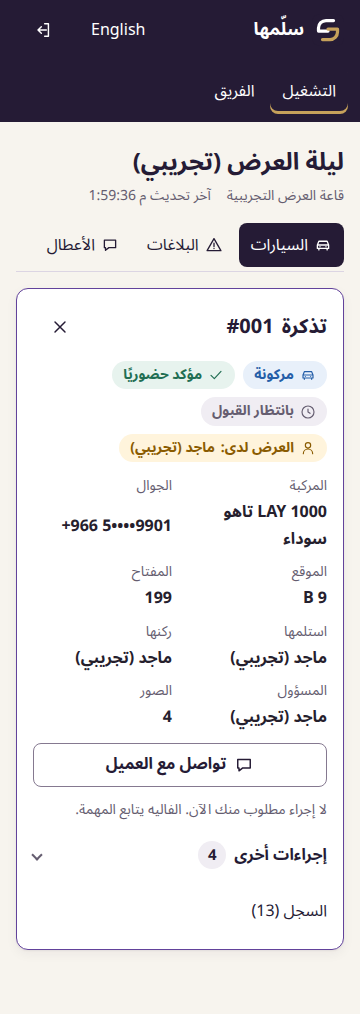 سلّمها
English
التشغيل
الفريق
ليلة العرض (تجريبي)
قاعة العرض التجريبية آخر تحديث م 1:59:36
السيارات
البلاغات
الأعطال
تذكرة 001#
مركونة
مؤكد حضوريًا
بانتظار القبول
العرض لدى: ماجد (تجريبي)
المركبة
الجوال
1000 LAY تاهو
سوداء
+966 5••••9901
الموقع
المفتاح
B 9
199
استلمها
ركنها
ماجد (تجريبي)
ماجد (تجريبي)
المسؤول
الصور
ماجد (تجريبي)
4
تواصل مع العميل
لا إجراء مطلوب منك الآن. الفاليه يتابع المهمة.
إجراءات أخرى 4
السجل (13)